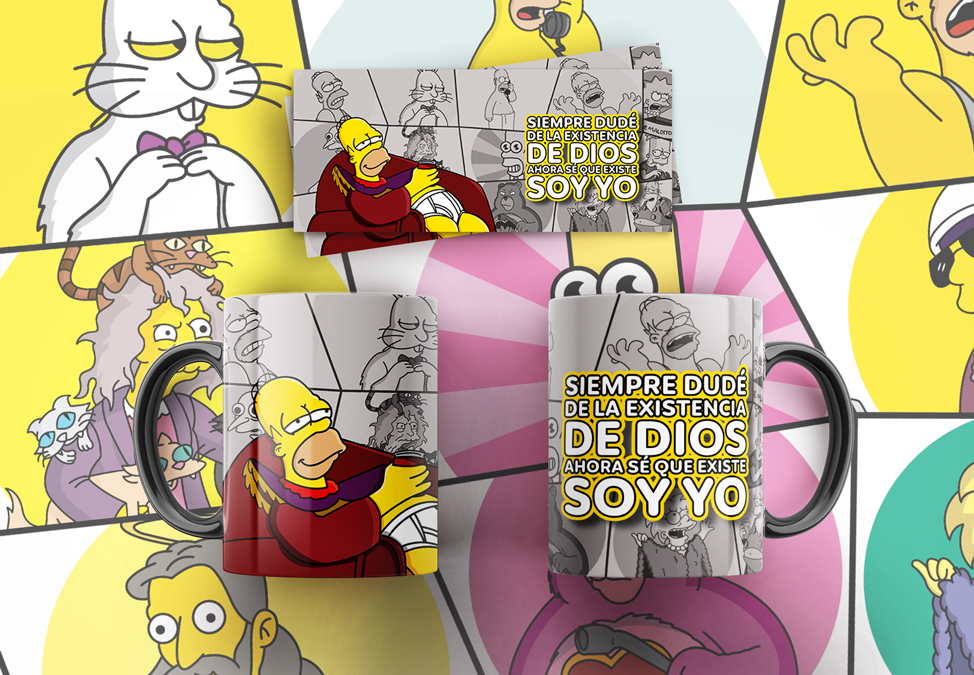 SIEMPRE DUDÉ
DE LA EXISTENCIA
DE DIOS
AHORA SÉ QUE EXISTE
SOY YO
MALDITO
SIEMPRE DUDÉ
DE LA EXISTENCIA
DE DIOS
AHORA SÉ QUE EXISTE
SOY YO